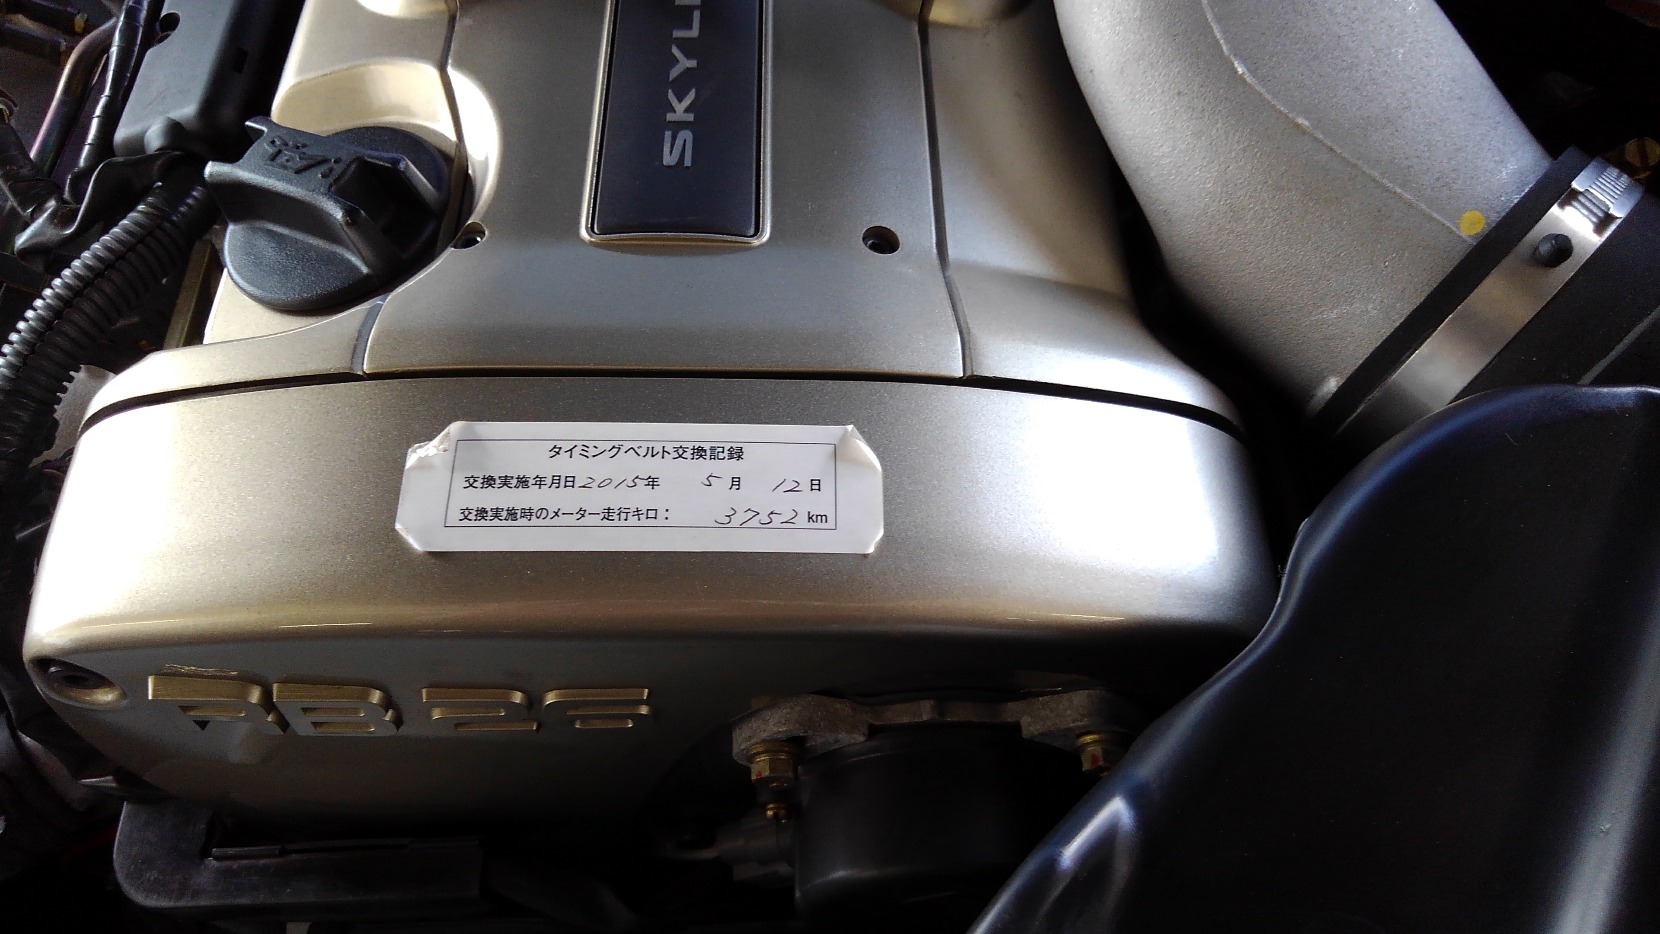 SKYLI
タイミングベルト交換記録
交換実施年月日2015年 5月 12日
交換実施時のメーター走行キロ: 3752 km
RB26